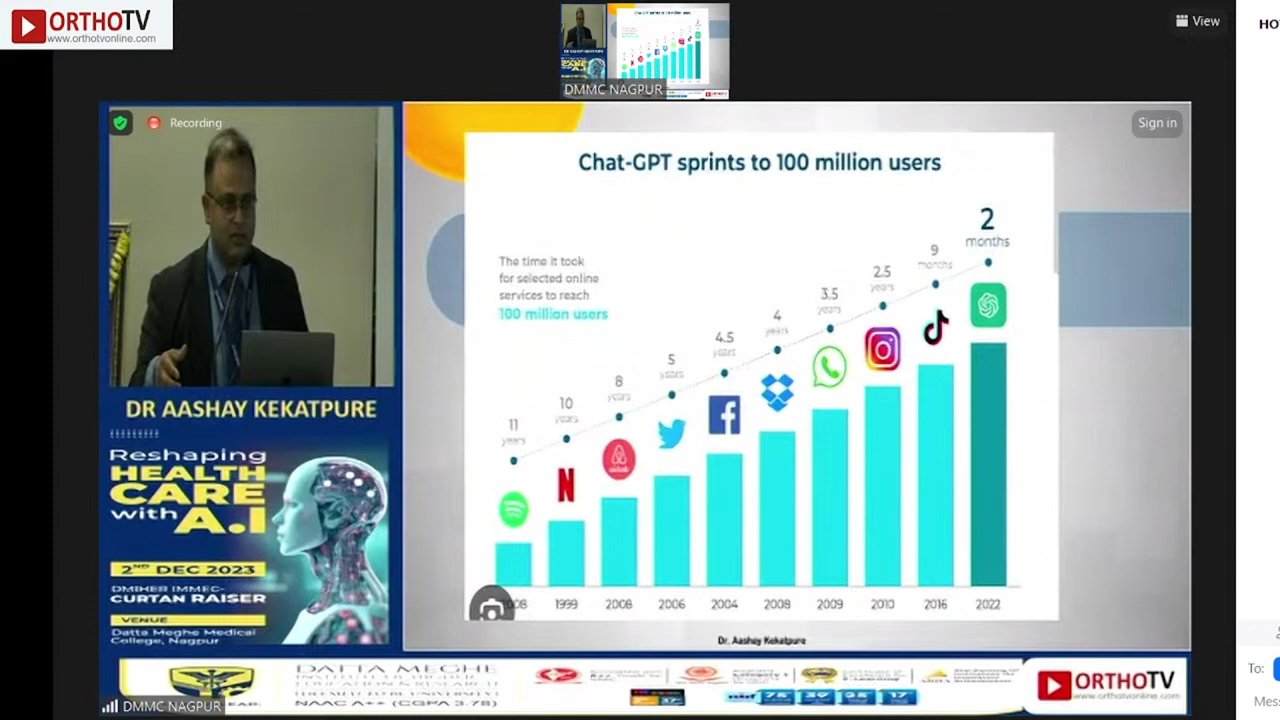 ORTHOTV
www.orthotvonline.com
View
HO
DMMC NAGPUR
Recording
Sign in
Chat-GPT sprints to 100 million users
The time it took
for selected online
services to reach
100 million users
11
years
10
years
8
years
5
years
4.5
years
4
years
3.5
years
2.5
years
9
months
2
months
1999
2008
2006
2004
2008
2009
2010
2016
2022
Dr. Aashay Kekatpure
DR AASHAY KEKATPURE
Reshaping
HEALTH
CARE
with A.I
2ND DEC 2023
DMIHER IMMEC-
CURTAN RAISER
VENUE
Datta Meghe Medical
College, Nagpur
DATTA MEGHE
NAAC A++ (CGPA 3.78)
ORTHOTV
www.orthotvonline.com
DMMC NAGPUR
To:
Mess